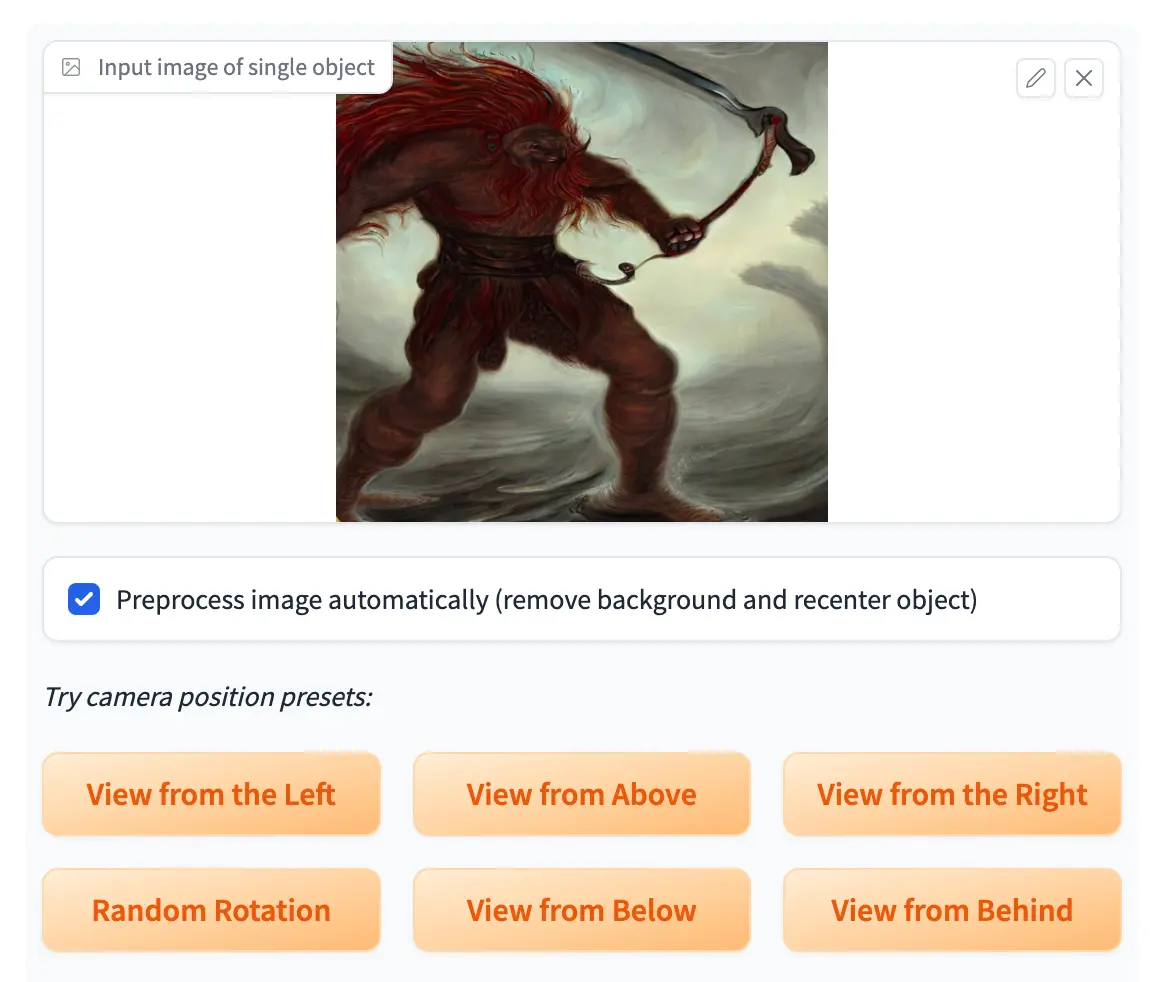 Input image of single object
Preprocess image automatically (remove background and recenter object)
Try camera position presets:
View from the Left
View from Above
View from the Right
Random Rotation
View from Below
View from Behind